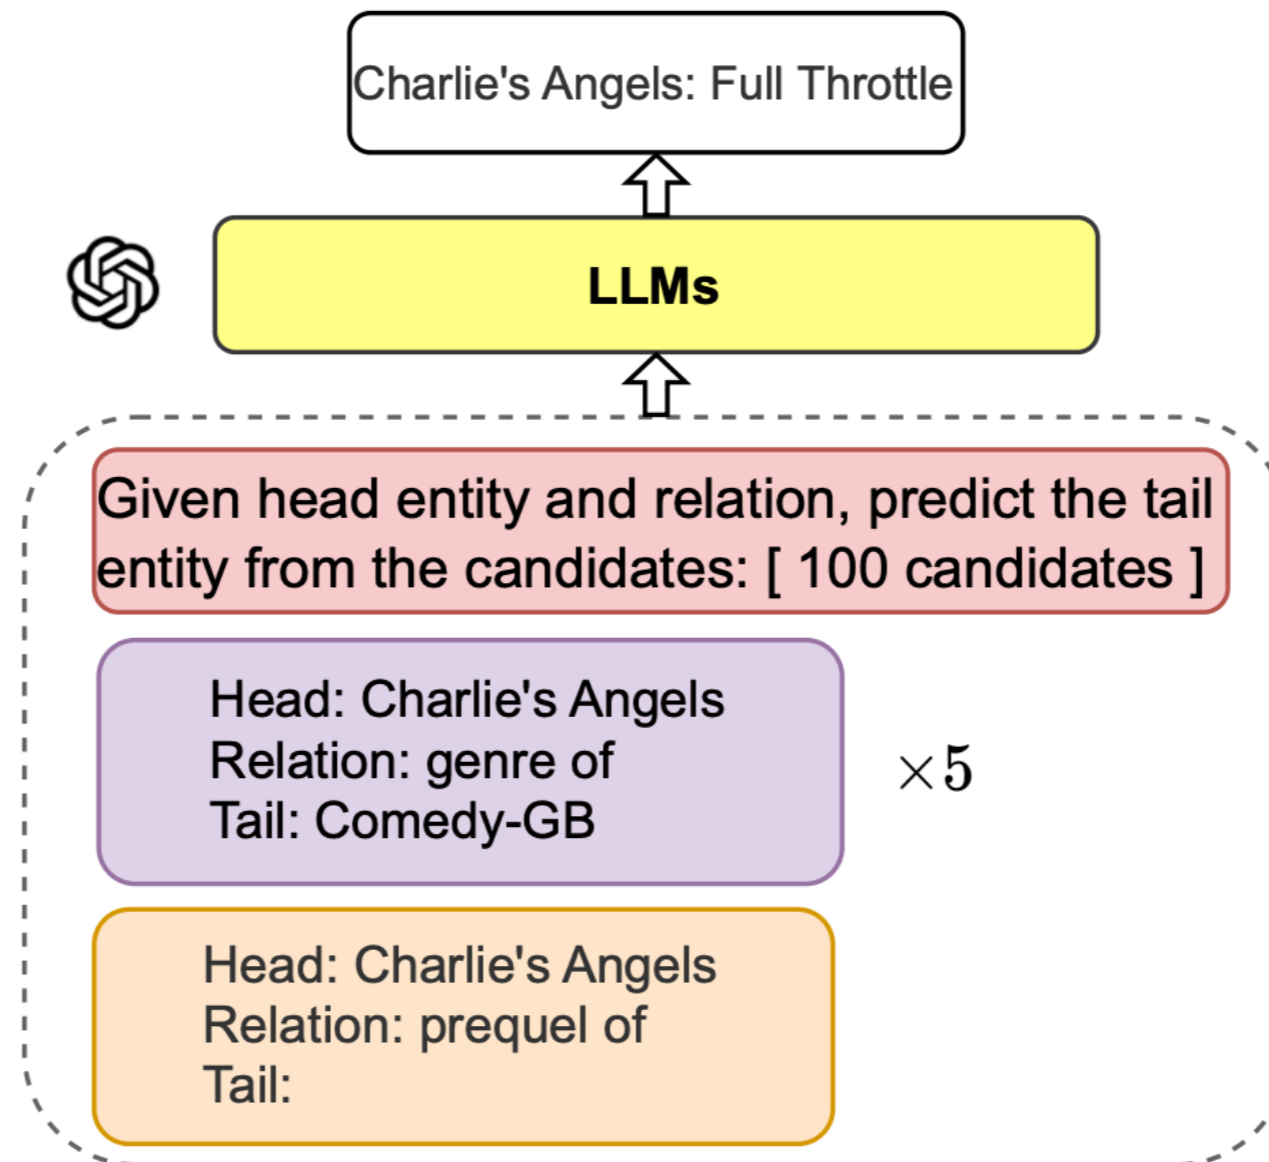 Charlie's Angels: Full Throttle
LLMs
Given head entity and relation, predict the tail
entity from the candidates: [ 100 candidates ]
Head: Charlie's Angels
Relation: genre of
Tail: Comedy-GB
×5
Head: Charlie's Angels
Relation: prequel of
Tail: